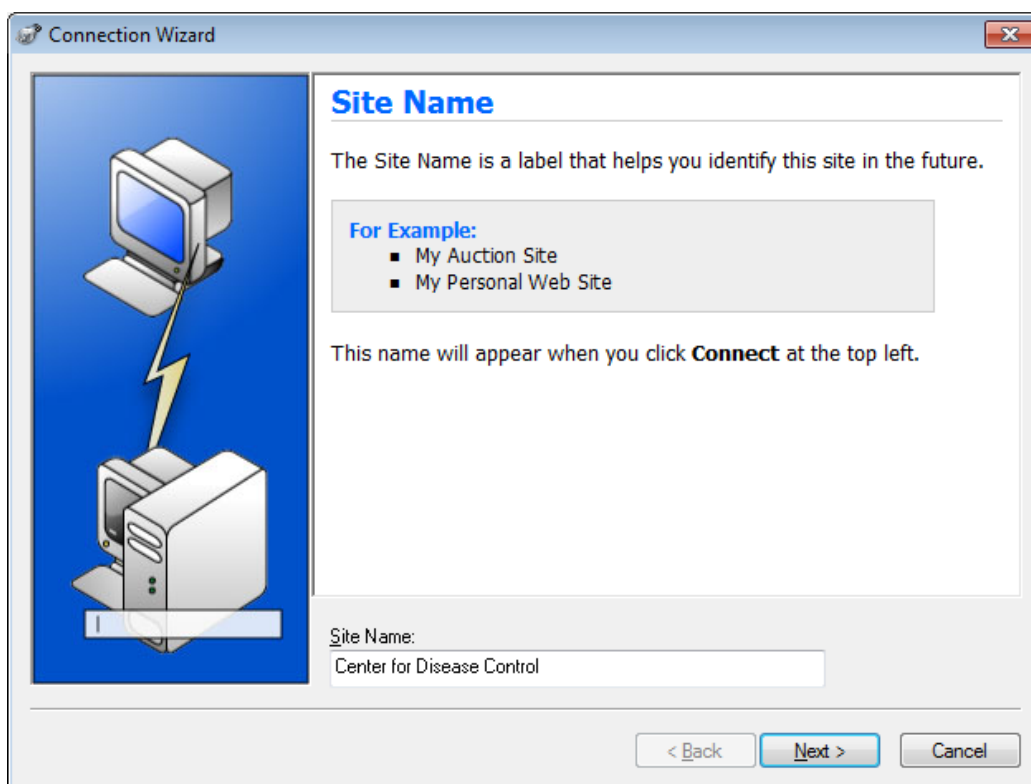 Connection Wizard
Site Name
The Site Name is a label that helps you identify this site in the future.
For Example:
▪ My Auction Site
▪ My Personal Web Site
This name will appear when you click Connect at the top left.
Site Name:
Center for Disease Control
< Back
Next >
Cancel